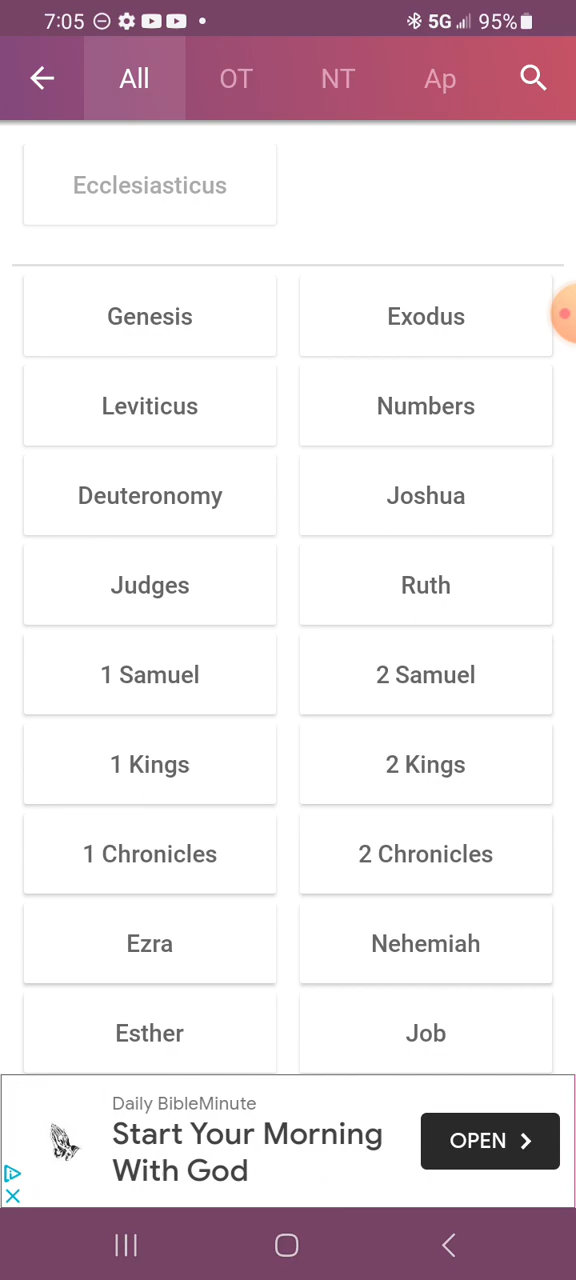 7:05 5G 95%
All OT NT Ap
Ecclesiasticus
Genesis Exodus
Leviticus Numbers
Deuteronomy Joshua
Judges Ruth
1 Samuel 2 Samuel
1 Kings 2 Kings
1 Chronicles 2 Chronicles
Ezra Nehemiah
Esther Job
Daily BibleMinute
Start Your Morning
With God
OPEN